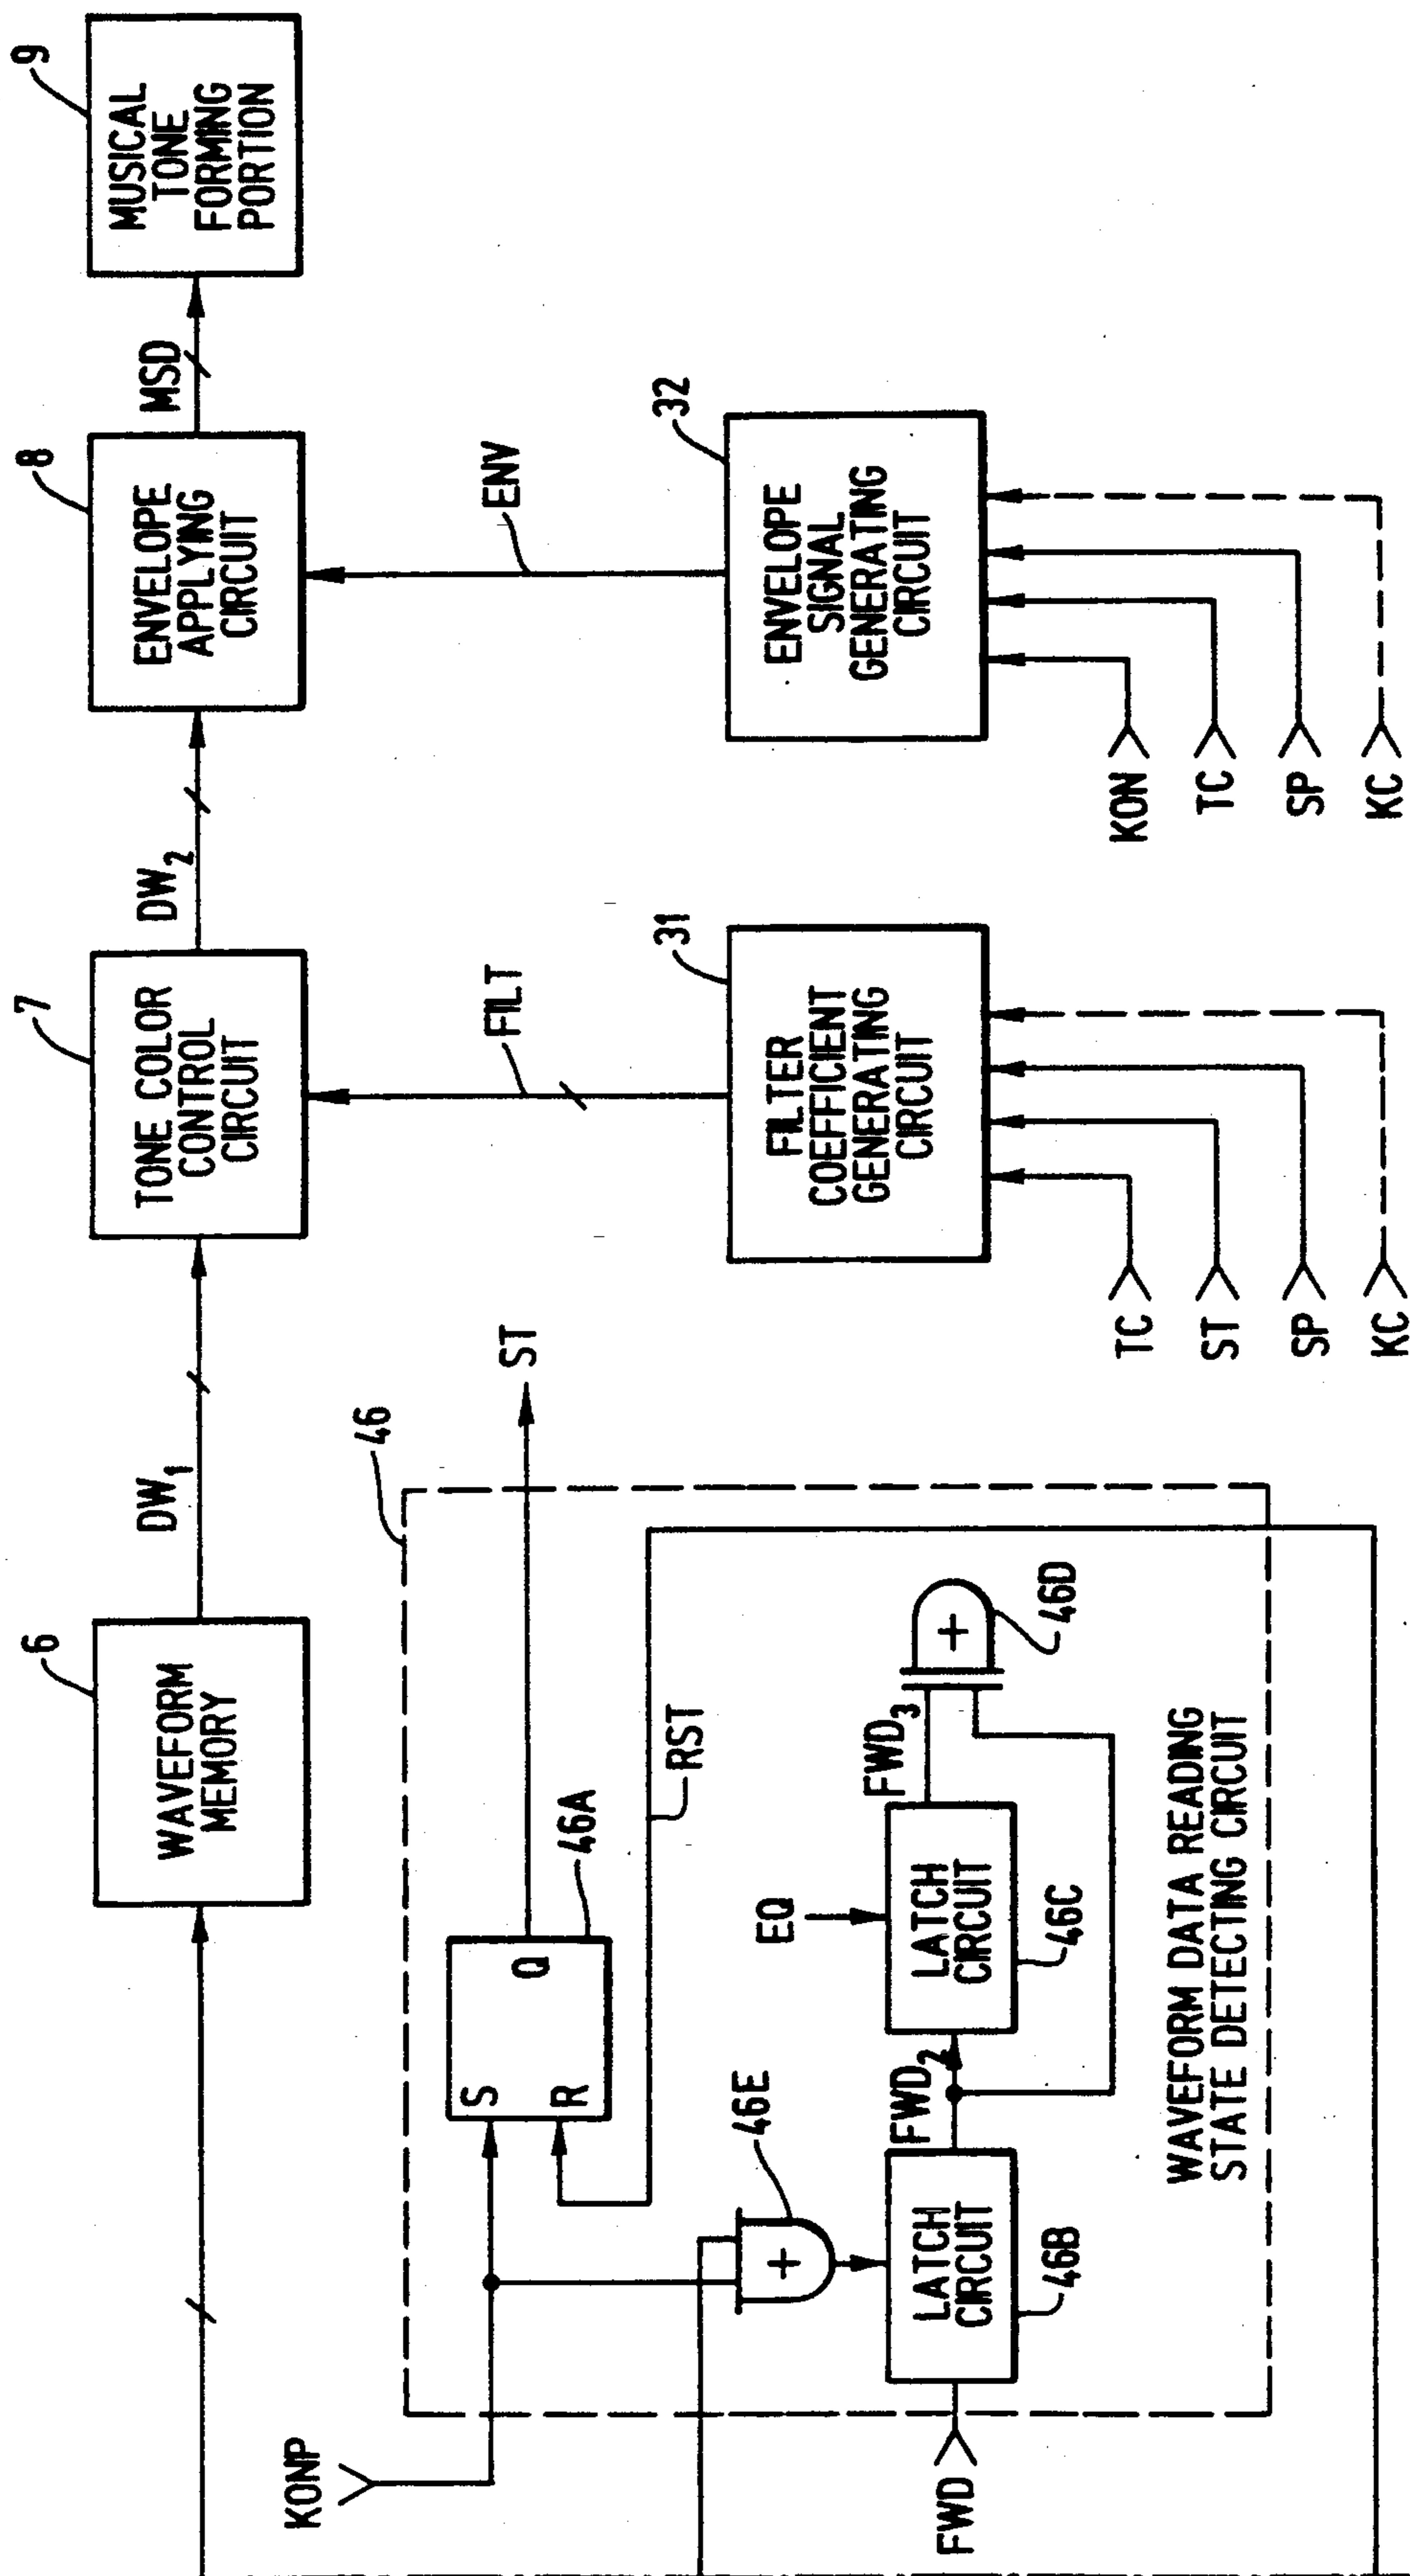 6
WAVEFORM
MEMORY
DW1
7
TONE COLOR
CONTROL
CIRCUIT
DW2
8
ENVELOPE
APPLYING
CIRCUIT
MSD
9
MUSICAL
TONE
FORMING
PORTION
KONP
46
S
R
Q
46A
ST
RST
46E
FWD
LATCH
CIRCUIT
46B
FWD2
EQ
LATCH
CIRCUIT
46C
FWD3
+
+
46D
WAVEFORM DATA READING
STATE DETECTING CIRCUIT
FILT
31
FILTER
COEFFICIENT
GENERATING
CIRCUIT
TC
ST
SP
KC
ENV
32
ENVELOPE
SIGNAL
GENERATING
CIRCUIT
KON
TC
SP
KC